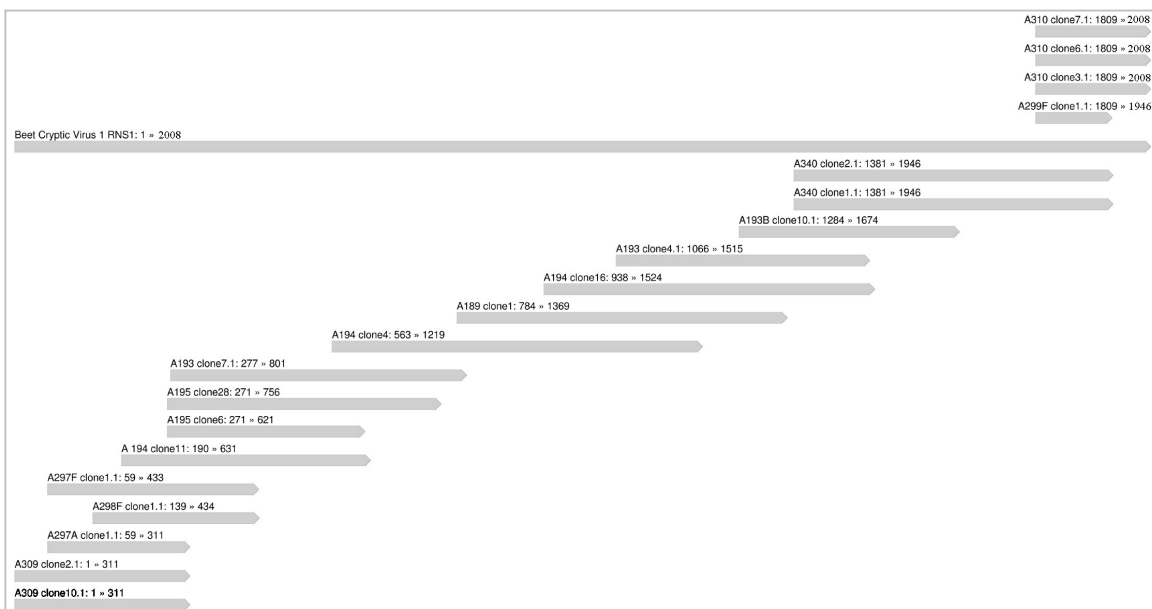 A310 clone7.1: 1809 » 2008
A310 clone6.1: 1809 » 2008
A310 clone3.1: 1809 » 2008
A299F clone1.1: 1809 » 1946
Beet Cryptic Virus 1 RNS1: 1 » 2008
A340 clone2.1: 1381 » 1946
A340 clone1.1: 1381 » 1946
A193B clone10.1: 1284 » 1674
A193 clone4.1: 1066 » 1515
A194 clone16: 938 » 1524
A189 clone1: 784 » 1369
A194 clone4: 563 » 1219
A193 clone7.1: 277 » 801
A195 clone28: 271 » 756
A195 clone6: 271 » 621
A 194 clone11: 190 » 631
A297F clone1.1: 59 » 433
A298F clone1.1: 139 » 434
A297A clone1.1: 59 » 311
A309 clone2.1: 1 » 311
A309 clone10.1: 1 » 311